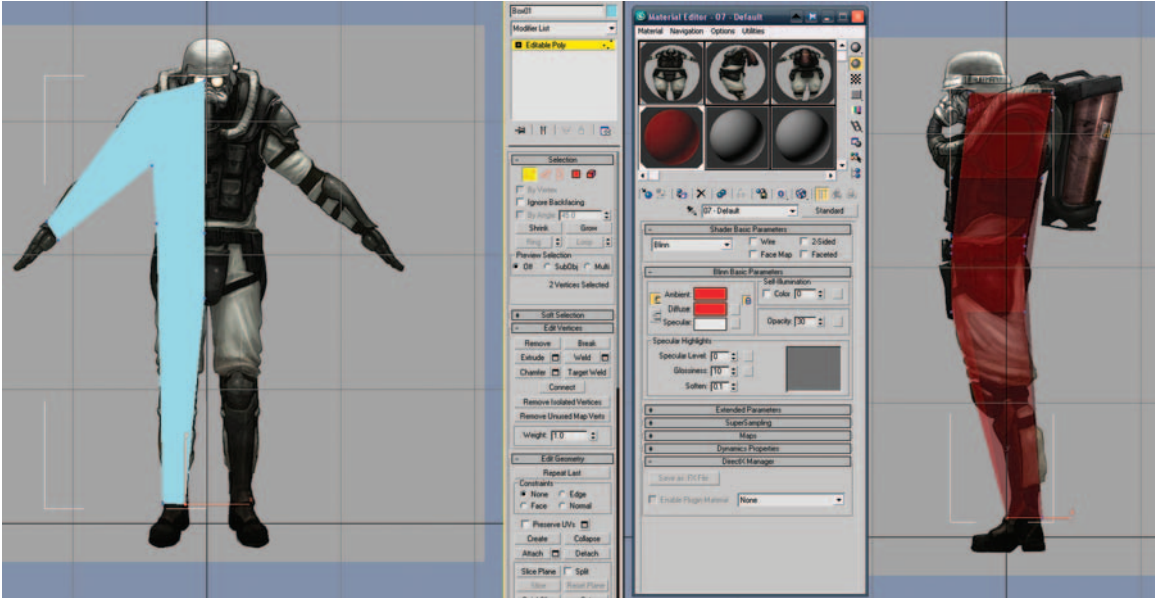 Box01
Modifier List
Editable Poly
Selection
By Vertex
Ignore Backfacing
By Angle 45.0
Shrink Grow
Ring Loop
Preview Selection
Off SubObj Multi
2 Vertices Selected
Soft Selection
Edit Vertices
Remove Break
Extrude Weld
Chamfer Target Weld
Connect
Remove Isolated Vertices
Remove Unused Map Verts
Weight: 1.0
Edit Geometry
Repeat Last
Constraints
None Edge
Face Normal
Preserve UVs
Create Collapse
Attach Detach
Slice Plane Split
Slice Reset Plane
Material Editor - 07 - Default
Material Navigation Options Utilities
07 - Default Standard
Shader Basic Parameters
Blinn Wire 2-Sided
Face Map Faceted
Blinn Basic Parameters
Self-Illumination
Ambient: Color 0
Diffuse:
Specular: Opacity: 30
Specular Highlights
Specular Level: 0
Glossiness: 10
Soften: 0.1
Extended Parameters
SuperSampling
Maps
Dynamics Properties
DirectX Manager
Save as .FX File
Enable Plugin Material None